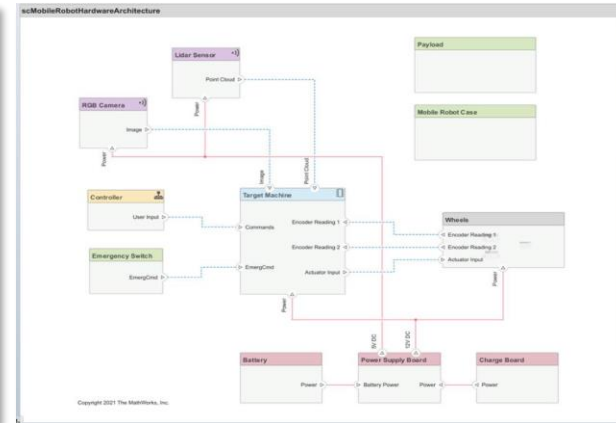 scMobileRobotHardwareArchitecture
Lidar Sensor
Point Cloud
Power
RGB Camera
Image
Power
Payload
Mobile Robot Case
Image
Point Cloud
Controller
User Input
Target Machine
Commands
Encoder Reading 1
Encoder Reading 2
EmergCmd
Actuator Input
Power
Wheels
Encoder Reading 1
Encoder Reading 2
Actuator Input
Power
Emergency Switch
EmergCmd
5V DC
12V DC
Battery
Power
Power Supply Board
Battery Power
Power
Charge Board
Power
Copyright 2021 The MathWorks, Inc.